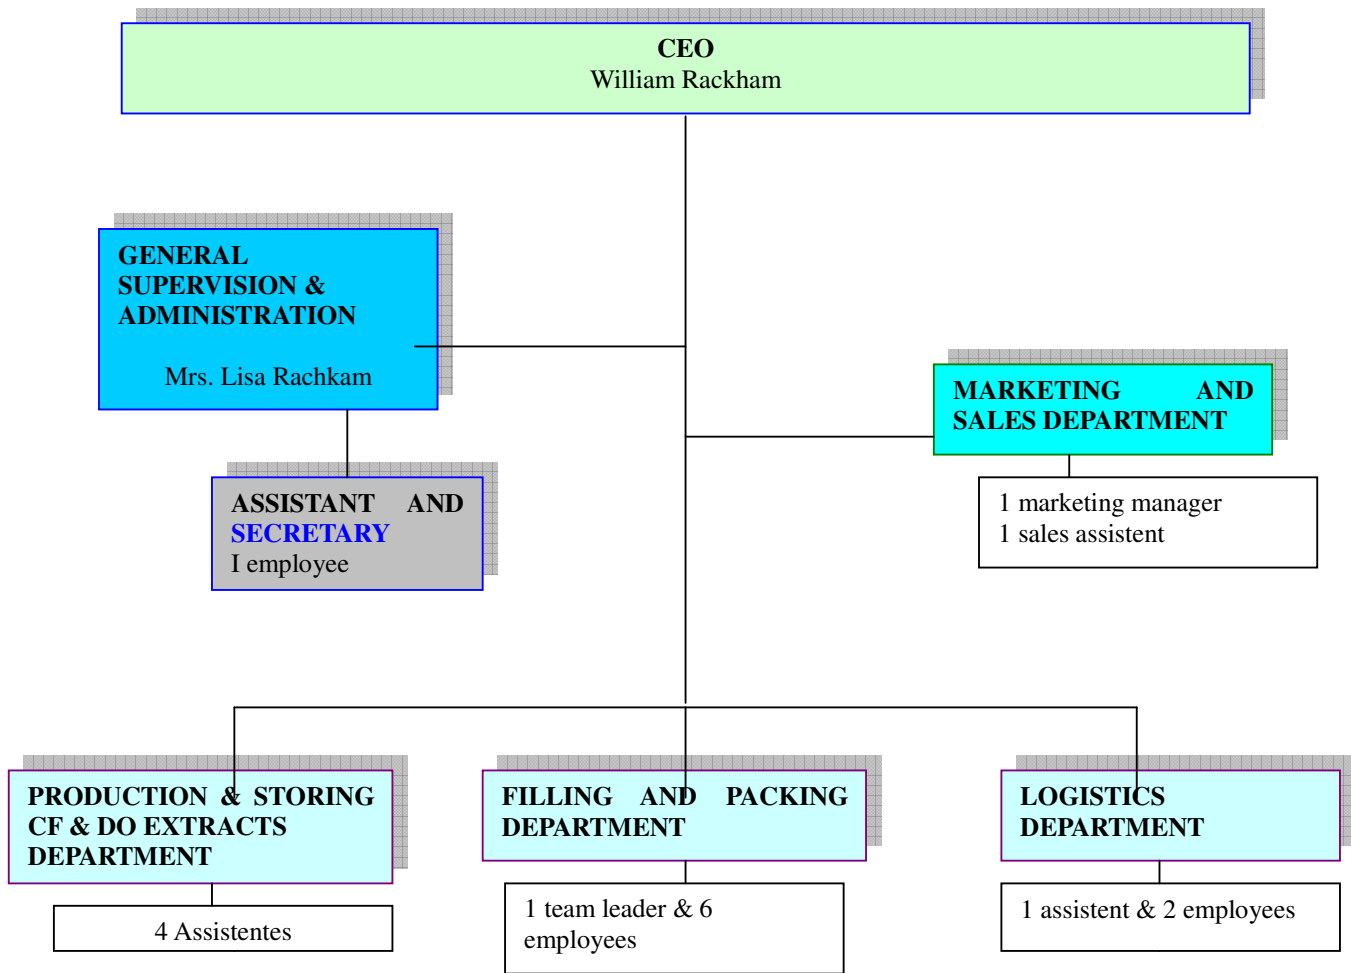 CEO
William Rackham
GENERAL
SUPERVISION &
ADMINISTRATION
Mrs. Lisa Rachkam
MARKETING AND
SALES DEPARTMENT
ASSISTANT AND
SECRETARY
I employee
1 marketing manager
1 sales assistent
PRODUCTION & STORING
CF & DO EXTRACTS
DEPARTMENT
FILLING AND PACKING
DEPARTMENT
LOGISTICS
DEPARTMENT
4 Assistentes
1 team leader & 6
employees
1 assistent & 2 employees